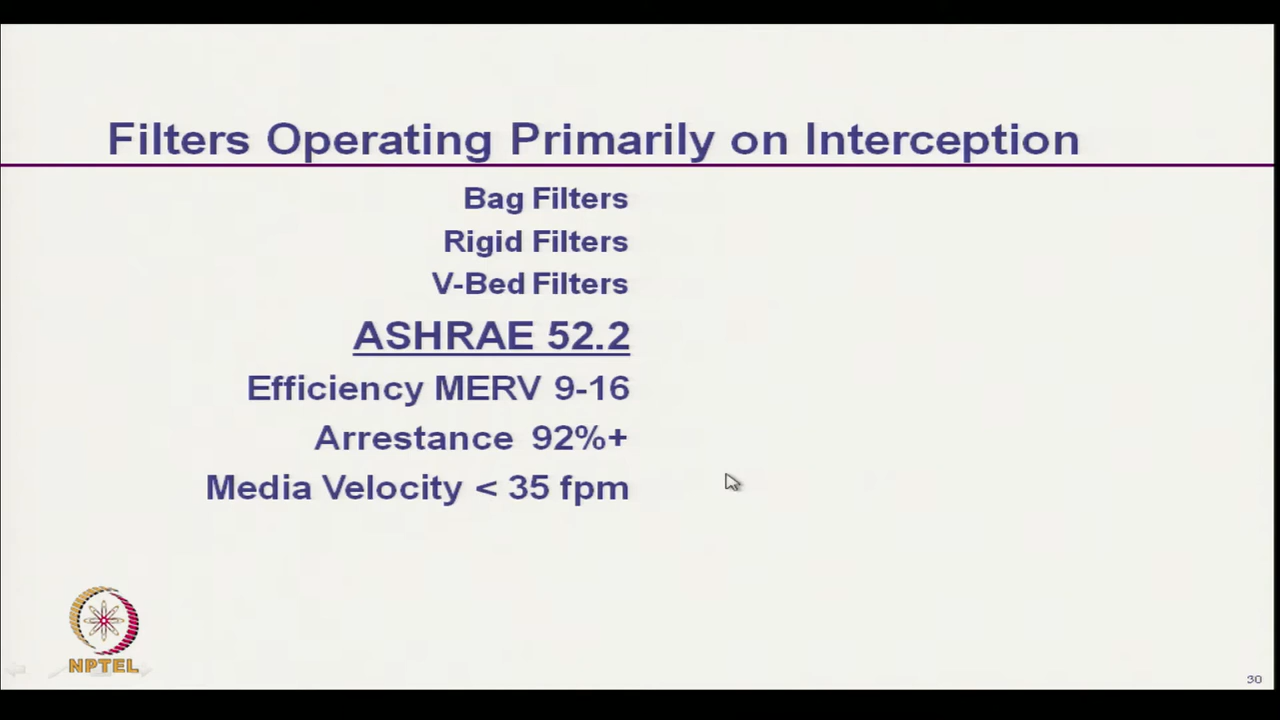 Filters Operating Primarily on Interception
Bag Filters
Rigid Filters
V-Bed Filters
ASHRAE 52.2
Efficiency MERV 9-16
Arrestance 92%+
Media Velocity < 35 fpm
NPTEL
30